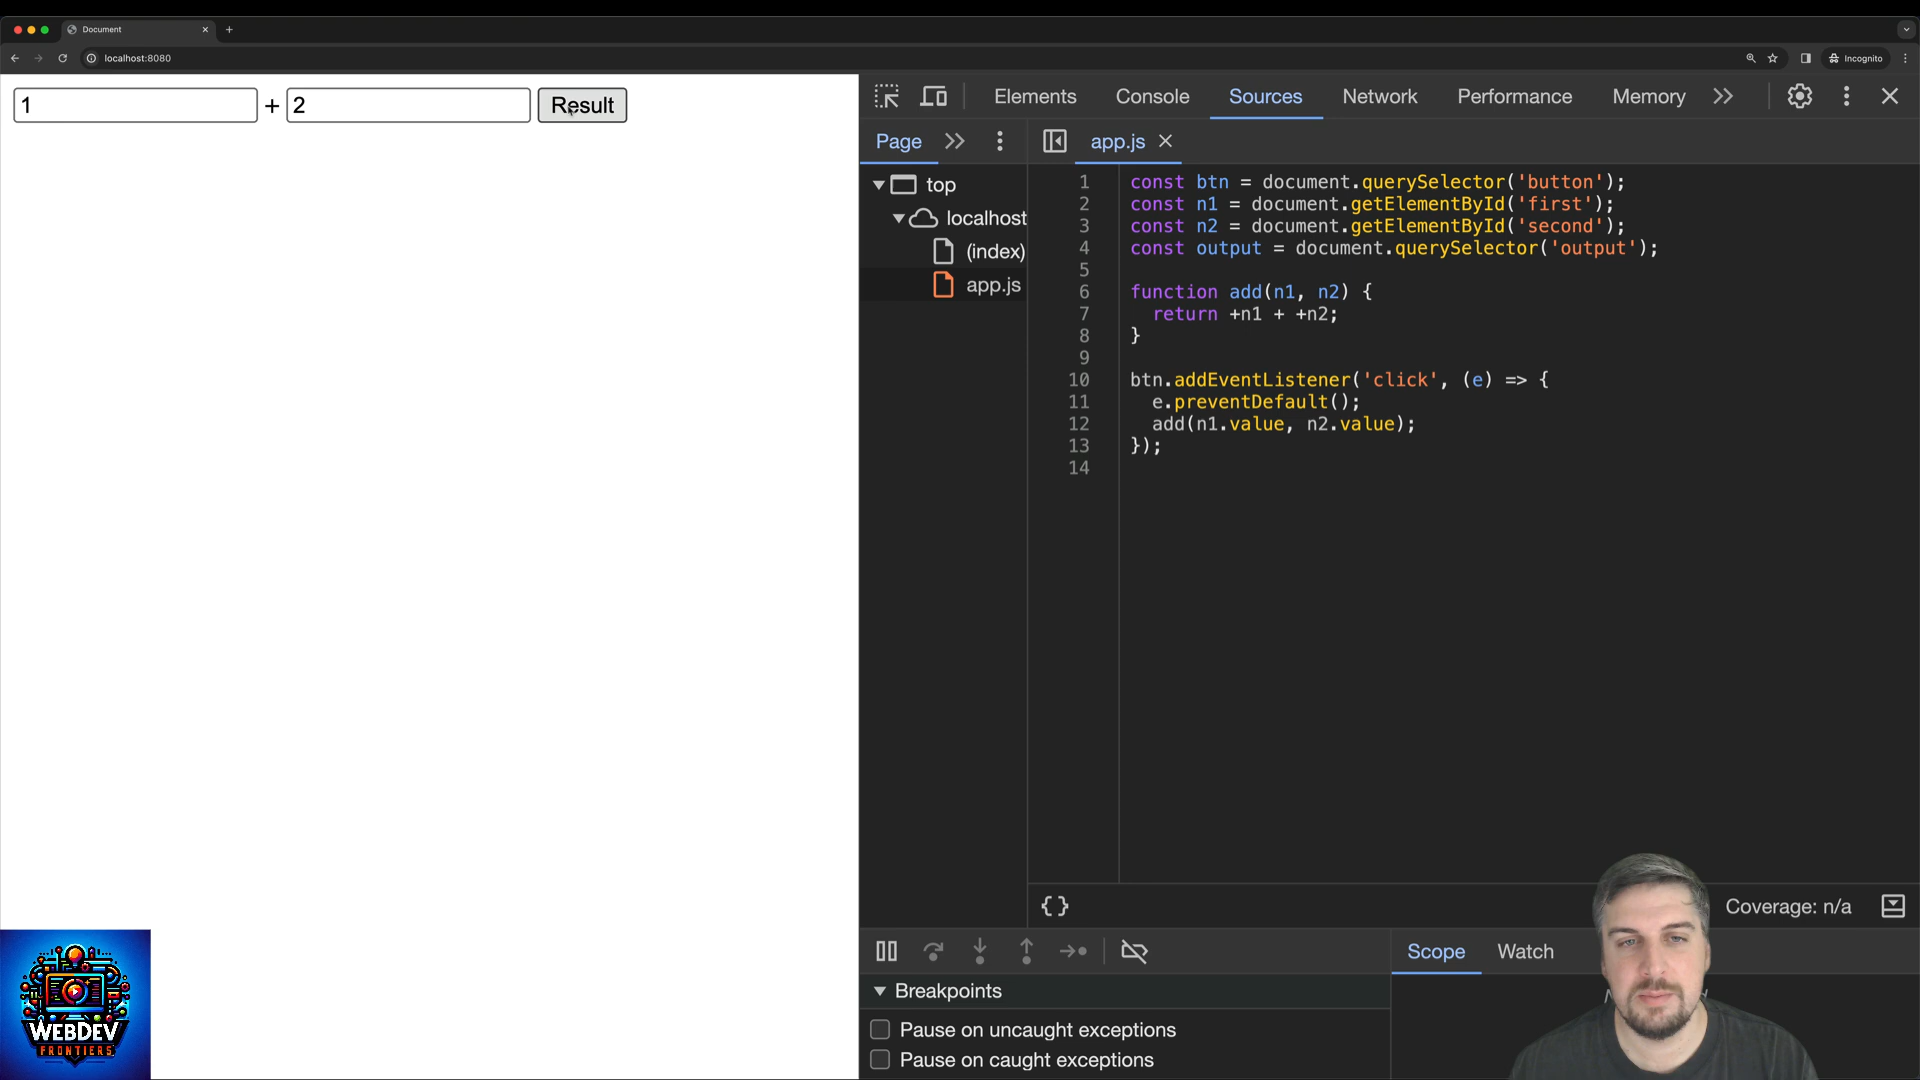 Document
localhost:8080
Incognito
1 + 2 Result
Elements Console Sources Network Performance Memory
Page
app.js
top
localhost
(index)
app.js
1 const btn = document.querySelector('button');
2 const n1 = document.getElementById('first');
3 const n2 = document.getElementById('second');
4 const output = document.querySelector('output');
5
6 function add(n1, n2) {
7 return +n1 + +n2;
8 }
9
10 btn.addEventListener('click', (e) => {
11 e.preventDefault();
12 add(n1.value, n2.value);
13 });
14
{}
Coverage: n/a
Scope Watch
Breakpoints
Pause on uncaught exceptions
Pause on caught exceptions
WEBDEV
FRONTIERS